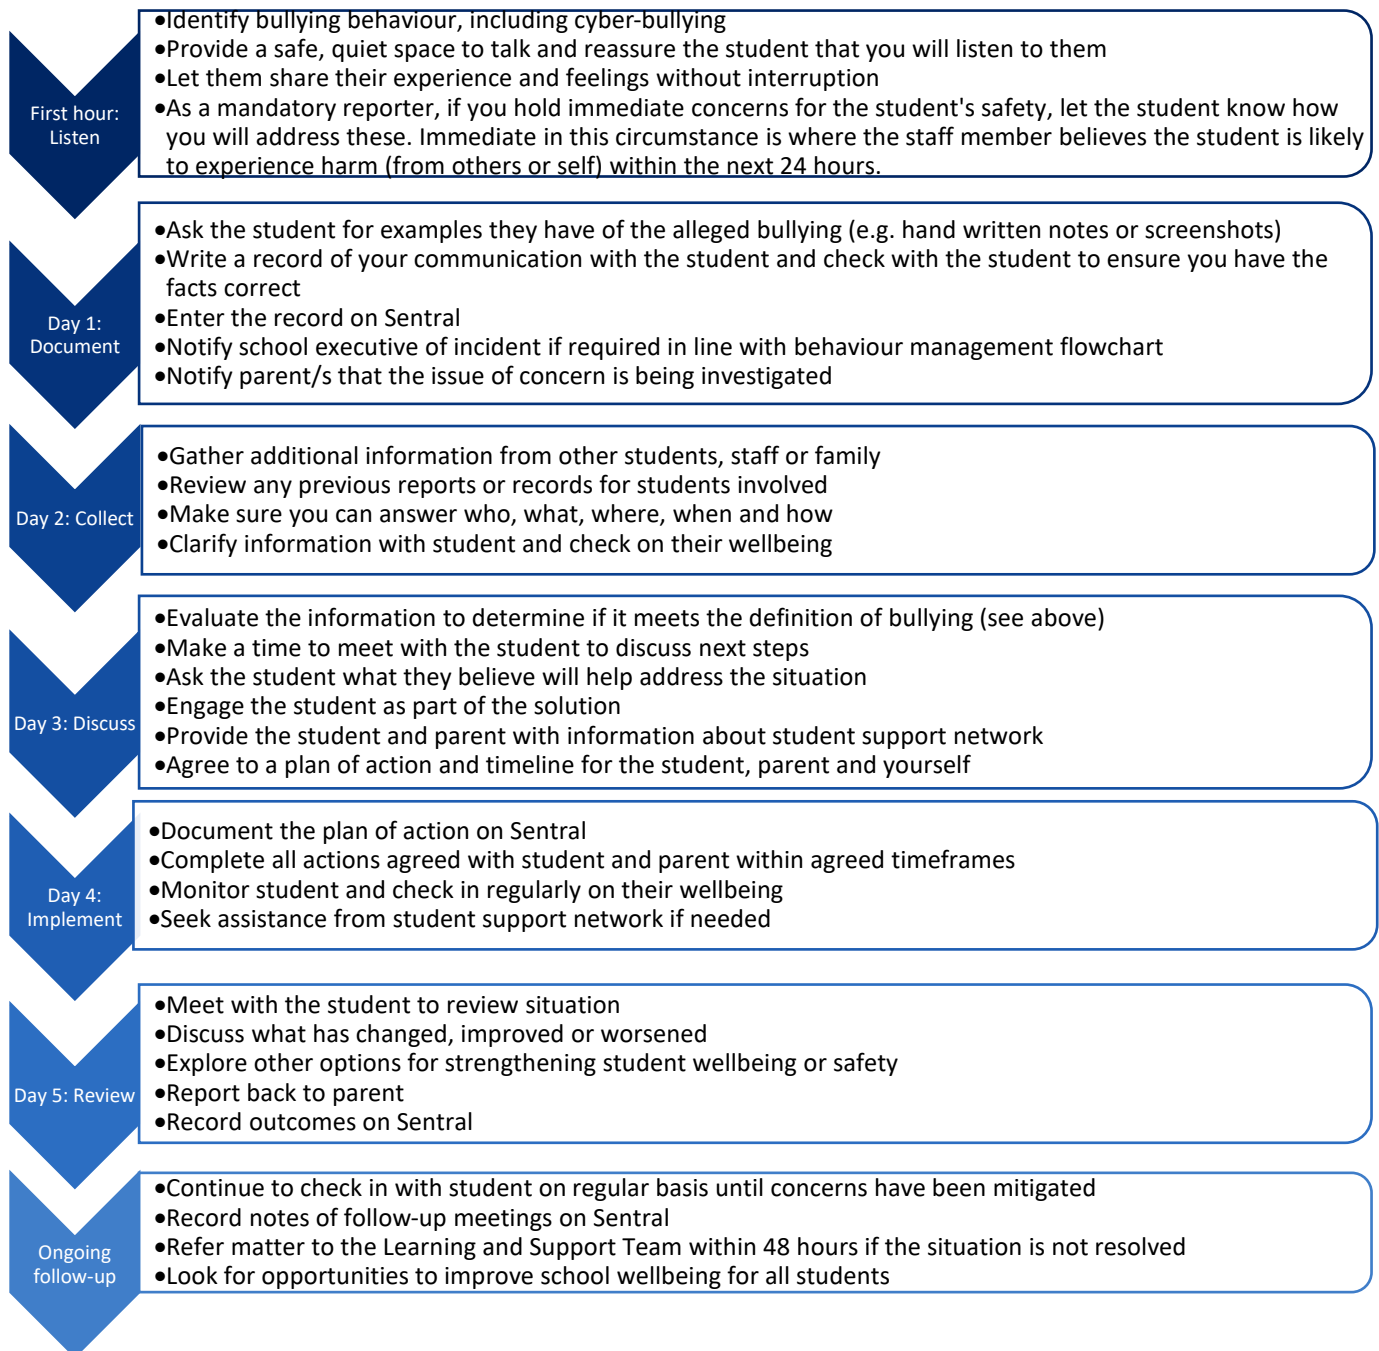 First hour:
Listen
•Identify bullying behaviour, including cyber-bullying
•Provide a safe, quiet space to talk and reassure the student that you will listen to them
•Let them share their experience and feelings without interruption
•As a mandatory reporter, if you hold immediate concerns for the student's safety, let the student know how
you will address these. Immediate in this circumstance is where the staff member believes the student is likely
to experience harm (from others or self) within the next 24 hours.
Day 1:
Document
•Ask the student for examples they have of the alleged bullying (e.g. hand written notes or screenshots)
•Write a record of your communication with the student and check with the student to ensure you have the
facts correct
•Enter the record on Sentral
•Notify school executive of incident if required in line with behaviour management flowchart
•Notify parent/s that the issue of concern is being investigated
Day 2: Collect
•Gather additional information from other students, staff or family
•Review any previous reports or records for students involved
•Make sure you can answer who, what, where, when and how
•Clarify information with student and check on their wellbeing
Day 3: Discuss
•Evaluate the information to determine if it meets the definition of bullying (see above)
•Make a time to meet with the student to discuss next steps
•Ask the student what they believe will help address the situation
•Engage the student as part of the solution
•Provide the student and parent with information about student support network
•Agree to a plan of action and timeline for the student, parent and yourself
Day 4:
Implement
•Document the plan of action on Sentral
•Complete all actions agreed with student and parent within agreed timeframes
•Monitor student and check in regularly on their wellbeing
•Seek assistance from student support network if needed
Day 5: Review
•Meet with the student to review situation
•Discuss what has changed, improved or worsened
•Explore other options for strengthening student wellbeing or safety
•Report back to parent
•Record outcomes on Sentral
Ongoing
follow-up
•Continue to check in with student on regular basis until concerns have been mitigated
•Record notes of follow-up meetings on Sentral
•Refer matter to the Learning and Support Team within 48 hours if the situation is not resolved
•Look for opportunities to improve school wellbeing for all students